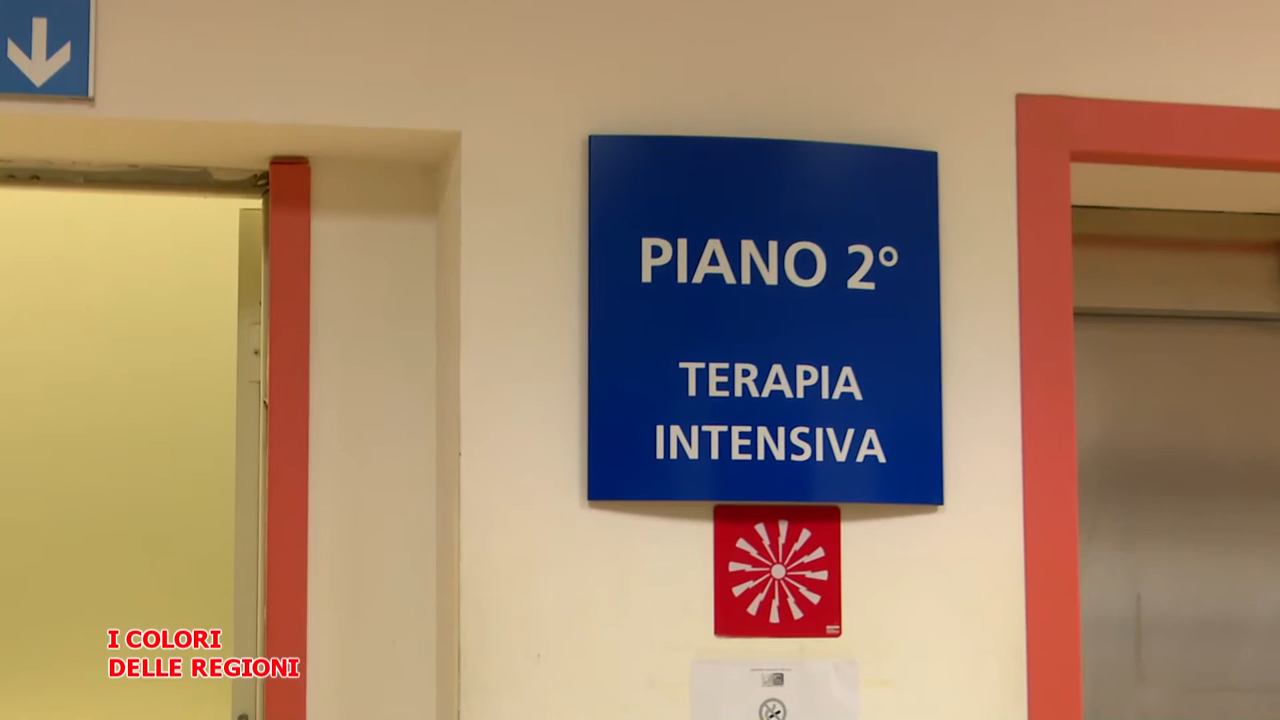 PIANO 2°
TERAPIA
INTENSIVA
I COLORI
DELLE REGIONI